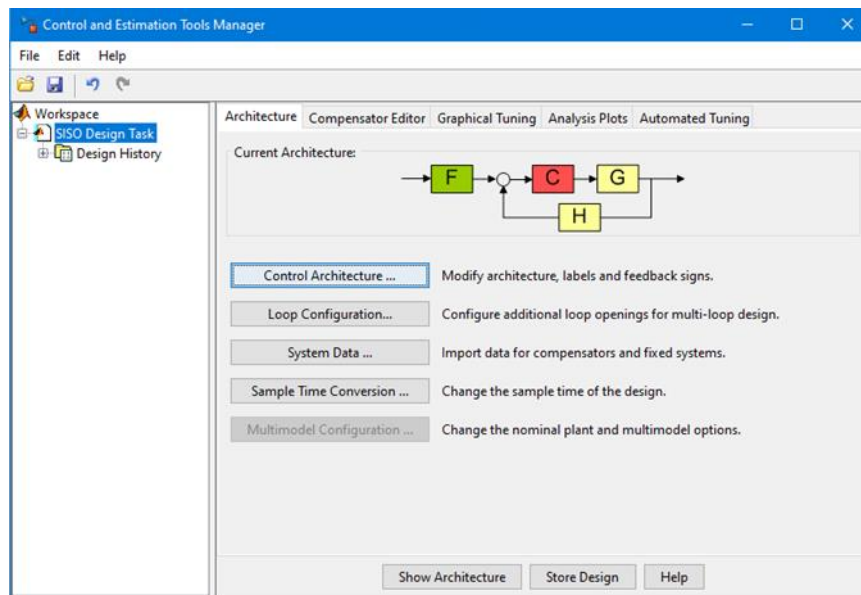 Control and Estimation Tools Manager
File Edit Help
Workspace
SISO Design Task
Design History
Architecture Compensator Editor Graphical Tuning Analysis Plots Automated Tuning
Current Architecture:
F C G
H
Control Architecture ... Modify architecture, labels and feedback signs.
Loop Configuration... Configure additional loop openings for multi-loop design.
System Data ... Import data for compensators and fixed systems.
Sample Time Conversion ... Change the sample time of the design.
Multimodel Configuration ... Change the nominal plant and multimodel options.
Show Architecture Store Design Help